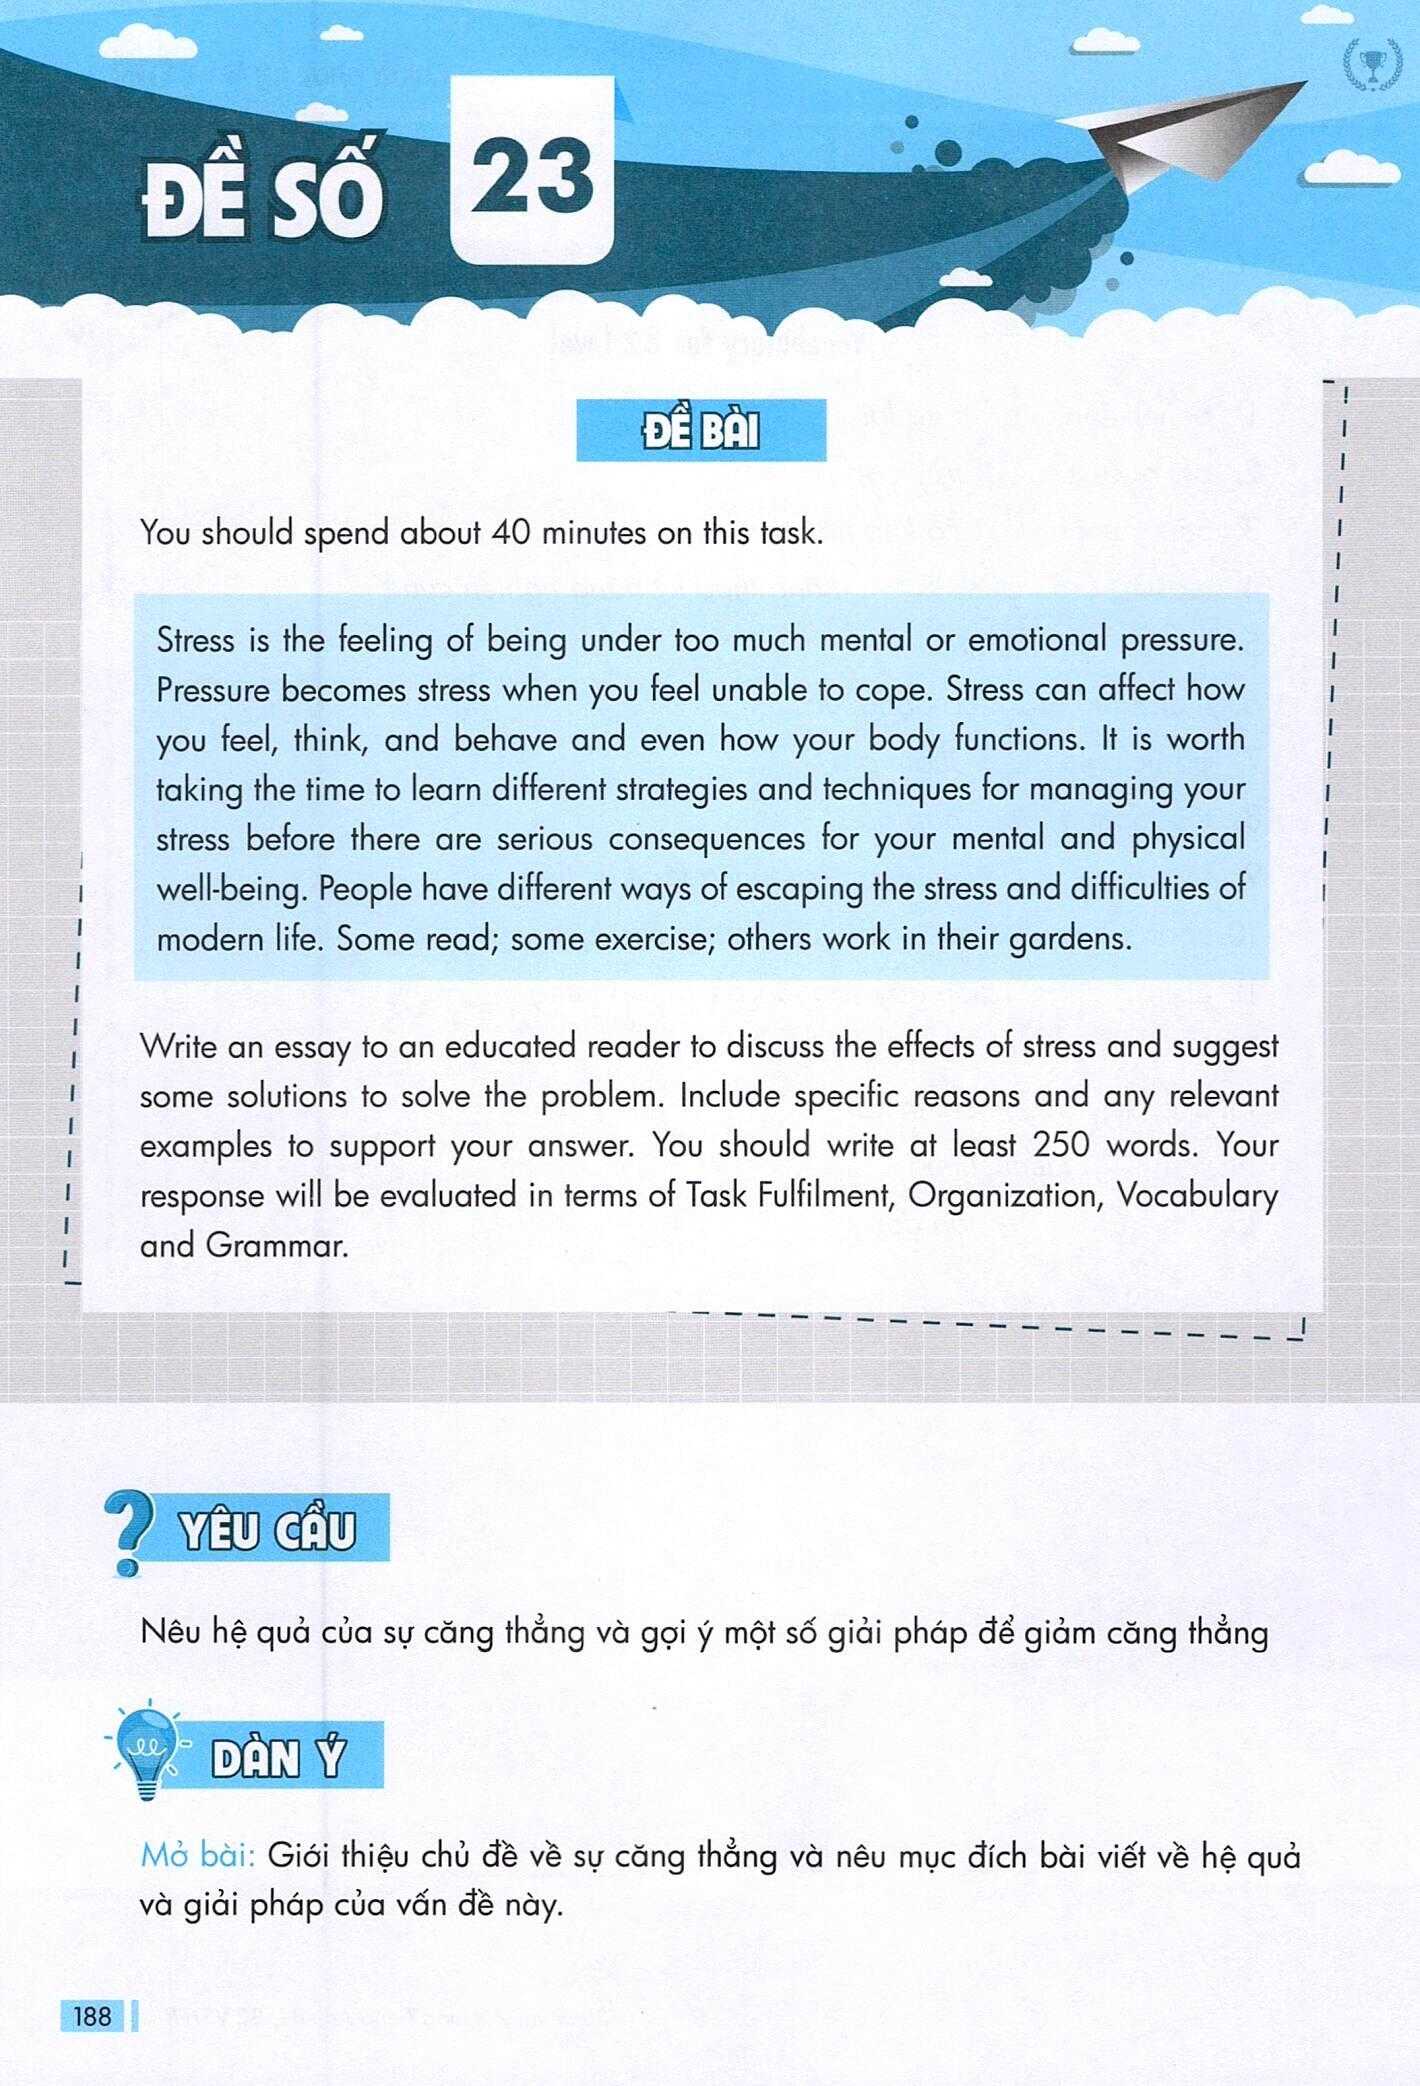 ĐỀ SỐ 23
ĐỀ BÀI
You should spend about 40 minutes on this task.
Stress is the feeling of being under too much mental or emotional pressure.
Pressure becomes stress when you feel unable to cope. Stress can affect how
you feel, think, and behave and even how your body functions. It is worth
taking the time to learn different strategies and techniques for managing your
stress before there are serious consequences for your mental and physical
well-being. People have different ways of escaping the stress and difficulties of
modern life. Some read; some exercise; others work in their gardens.
Write an essay to an educated reader to discuss the effects of stress and suggest
some solutions to solve the problem. Include specific reasons and any relevant
examples to support your answer. You should write at least 250 words. Your
response will be evaluated in terms of Task Fulfilment, Organization, Vocabulary
and Grammar.
YÊU CẦU
Nêu hệ quả của sự căng thẳng và gợi ý một số giải pháp để giảm căng thẳng
DÀN Ý
Mở bài: Giới thiệu chủ đề về sự căng thẳng và nêu mục đích bài viết về hệ quả
và giải pháp của vấn đề này.
188